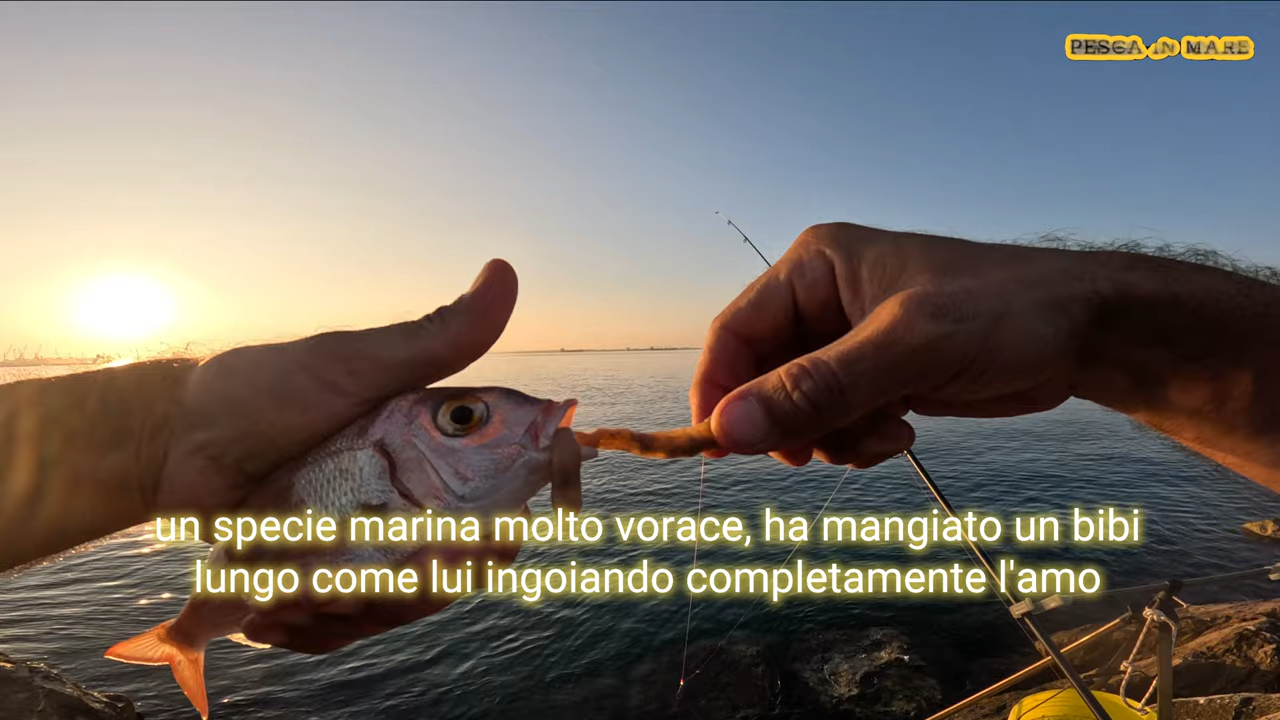 PESCA IN MARE
un specie marina molto vorace, ha mangiato un bibi
lungo come lui ingoiando completamente l'amo